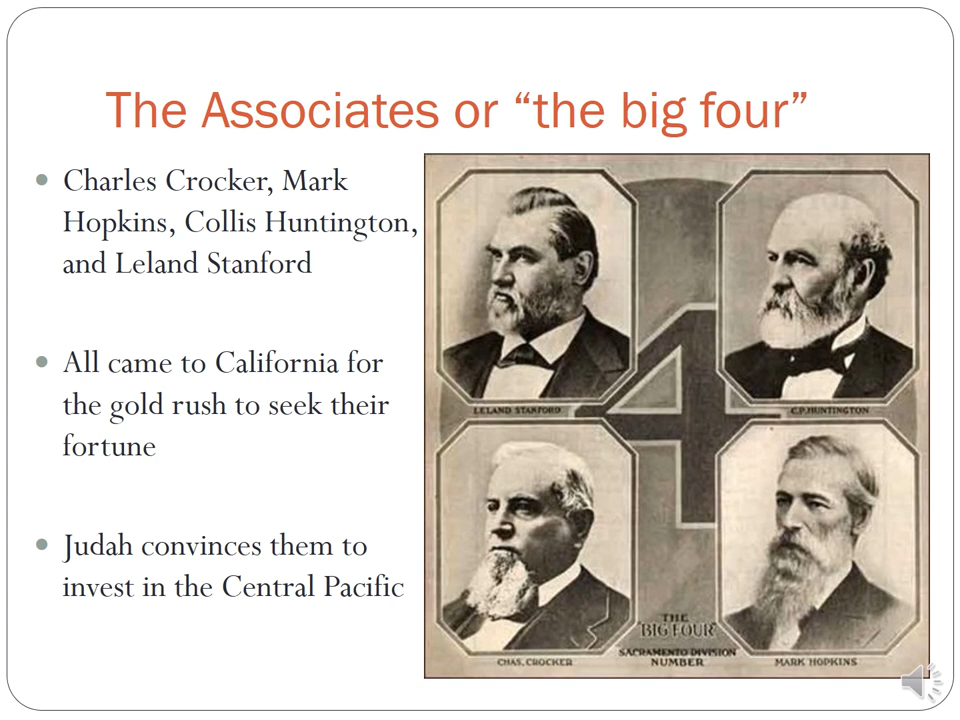 The Associates or “the big four”
Charles Crocker, Mark
Hopkins, Collis Huntington,
and Leland Stanford
All came to California for
the gold rush to seek their
fortune
Judah convinces them to
invest in the Central Pacific
LELAND STANFORD
C.P. HUNTINGTON
4
THE
"BIG FOUR"
SACRAMENTO DIVISION
NUMBER
CHAS. CROCKER
MARK HOPKINS